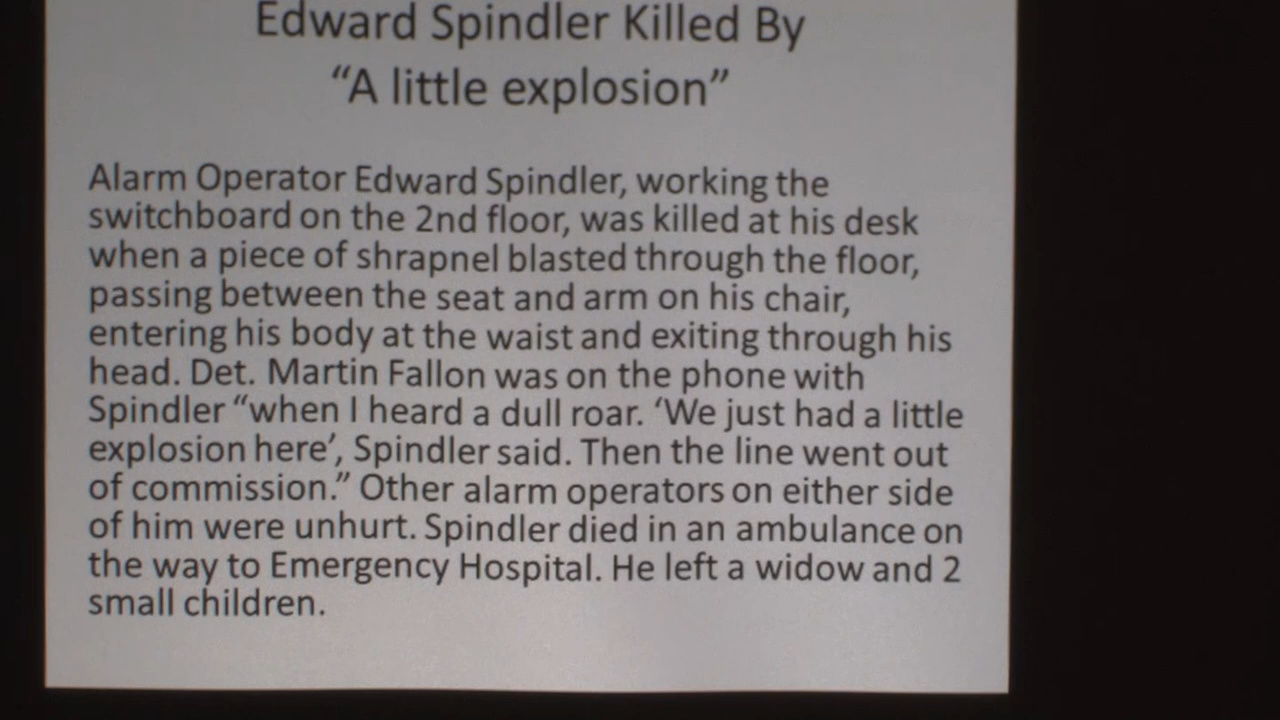 Edward Spindler Killed By
“A little explosion”
Alarm Operator Edward Spindler, working the
switchboard on the 2nd floor, was killed at his desk
when a piece of shrapnel blasted through the floor,
passing between the seat and arm on his chair,
entering his body at the waist and exiting through his
head. Det. Martin Fallon was on the phone with
Spindler “when I heard a dull roar. ‘We just had a little
explosion here’, Spindler said. Then the line went out
of commission.” Other alarm operators on either side
of him were unhurt. Spindler died in an ambulance on
the way to Emergency Hospital. He left a widow and 2
small children.